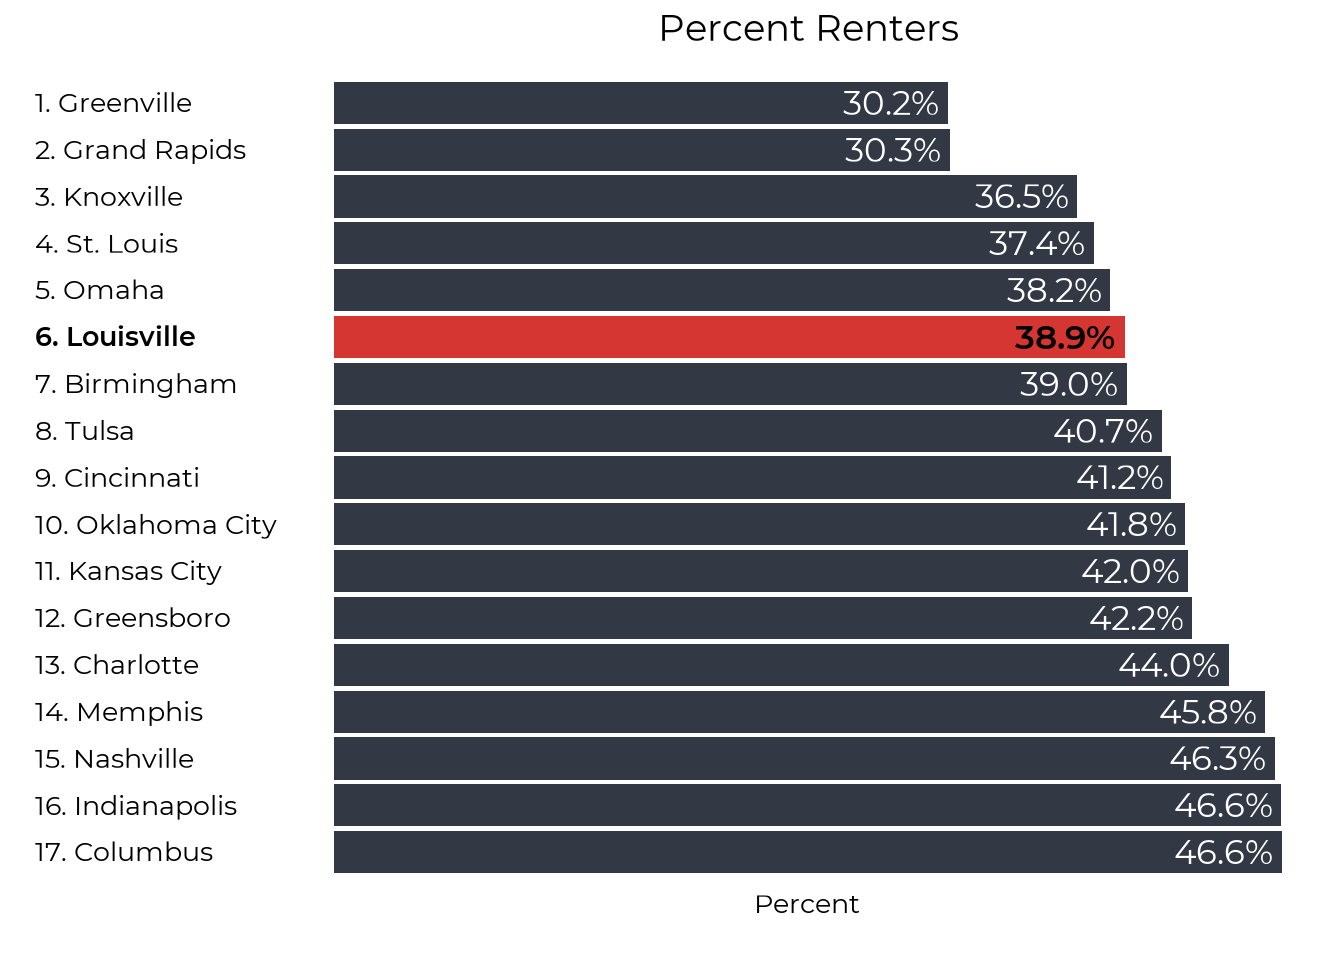 Percent Renters
1. Greenville 30.2%
2. Grand Rapids 30.3%
3. Knoxville 36.5%
4. St. Louis 37.4%
5. Omaha 38.2%
6. Louisville 38.9%
7. Birmingham 39.0%
8. Tulsa 40.7%
9. Cincinnati 41.2%
10. Oklahoma City 41.8%
11. Kansas City 42.0%
12. Greensboro 42.2%
13. Charlotte 44.0%
14. Memphis 45.8%
15. Nashville 46.3%
16. Indianapolis 46.6%
17. Columbus 46.6%
Percent